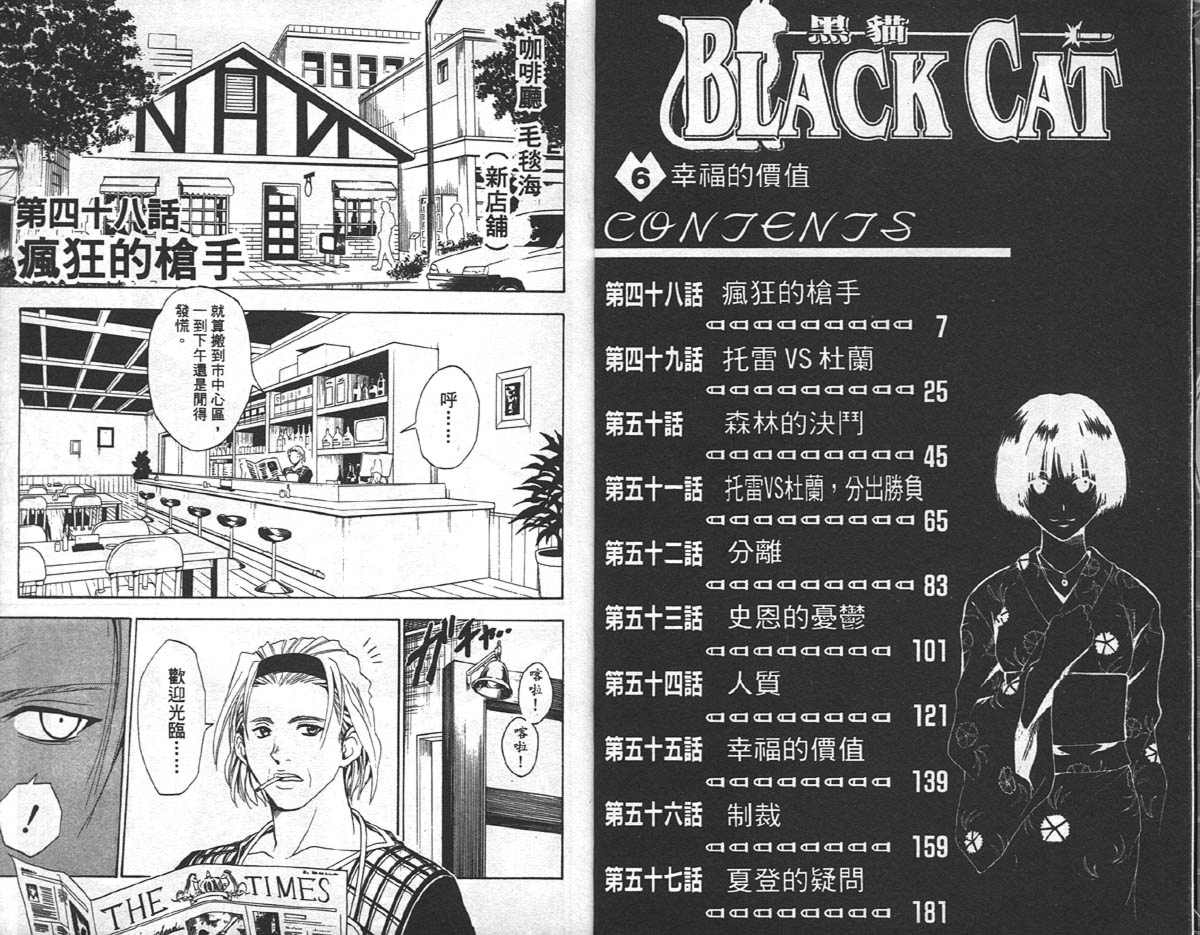 黑貓
BLACK CAT
6 幸福的價值
CONTENTS
第四十八話 瘋狂的槍手
7
第四十九話 托雷VS杜蘭
25
第五十話 森林的決鬥
45
第五十一話 托雷VS杜蘭，分出勝負
65
第五十二話 分離
83
第五十三話 史恩的憂鬱
101
第五十四話 人質
121
第五十五話 幸福的價值
139
第五十六話 制裁
159
第五十七話 夏登的疑問
181
咖啡廳 毛毯海
（新店舖）
第四十八話
瘋狂的槍手
呼……
就算搬到市中心區，
一到下午還是閒得
發慌。
ガチャ…
喀啦！
喀啦！
歡迎光臨……
！
THE TIMES